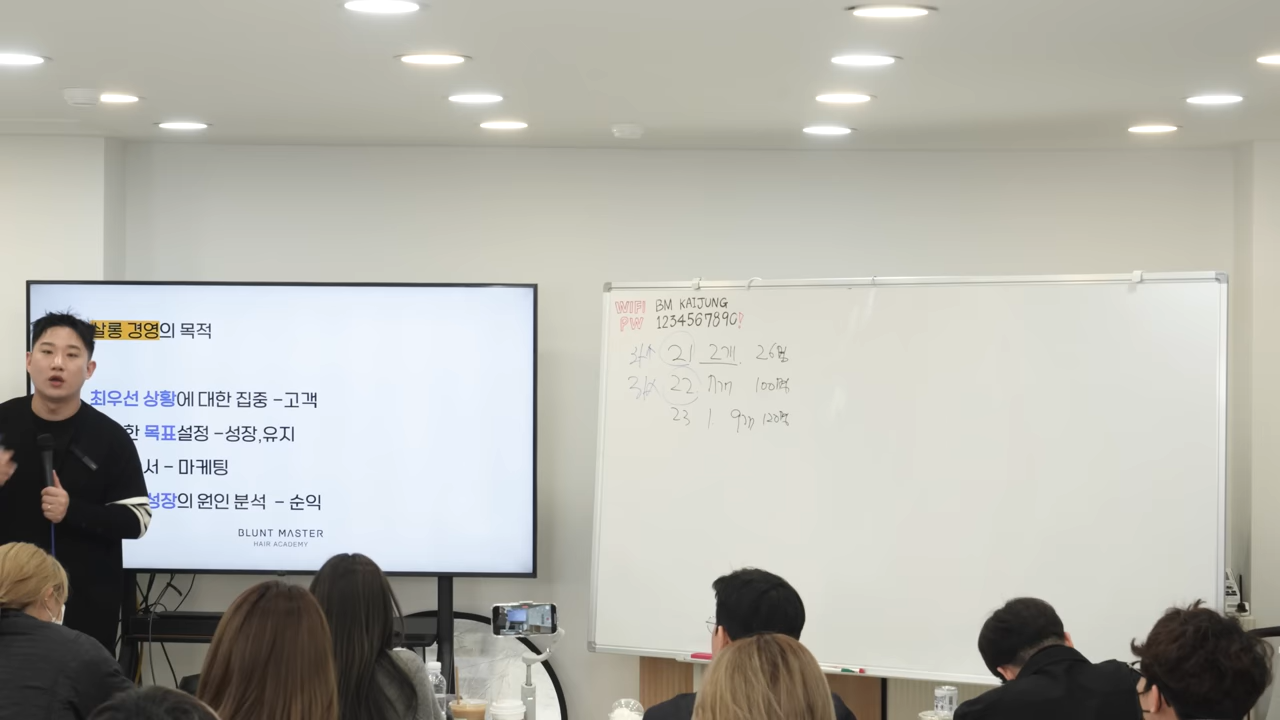 살롱 경영의 목적
최우선 상황에 대한 집중 -고객
한 목표설정 -성장,유지
서 - 마케팅
성장의 원인 분석 - 순익
BLUNT MASTER
HAIR ACADEMY
WIFI BM KAIJUNG
PW 1234567890!
21 2개 26명
22 7개 100명
23 9개 120명